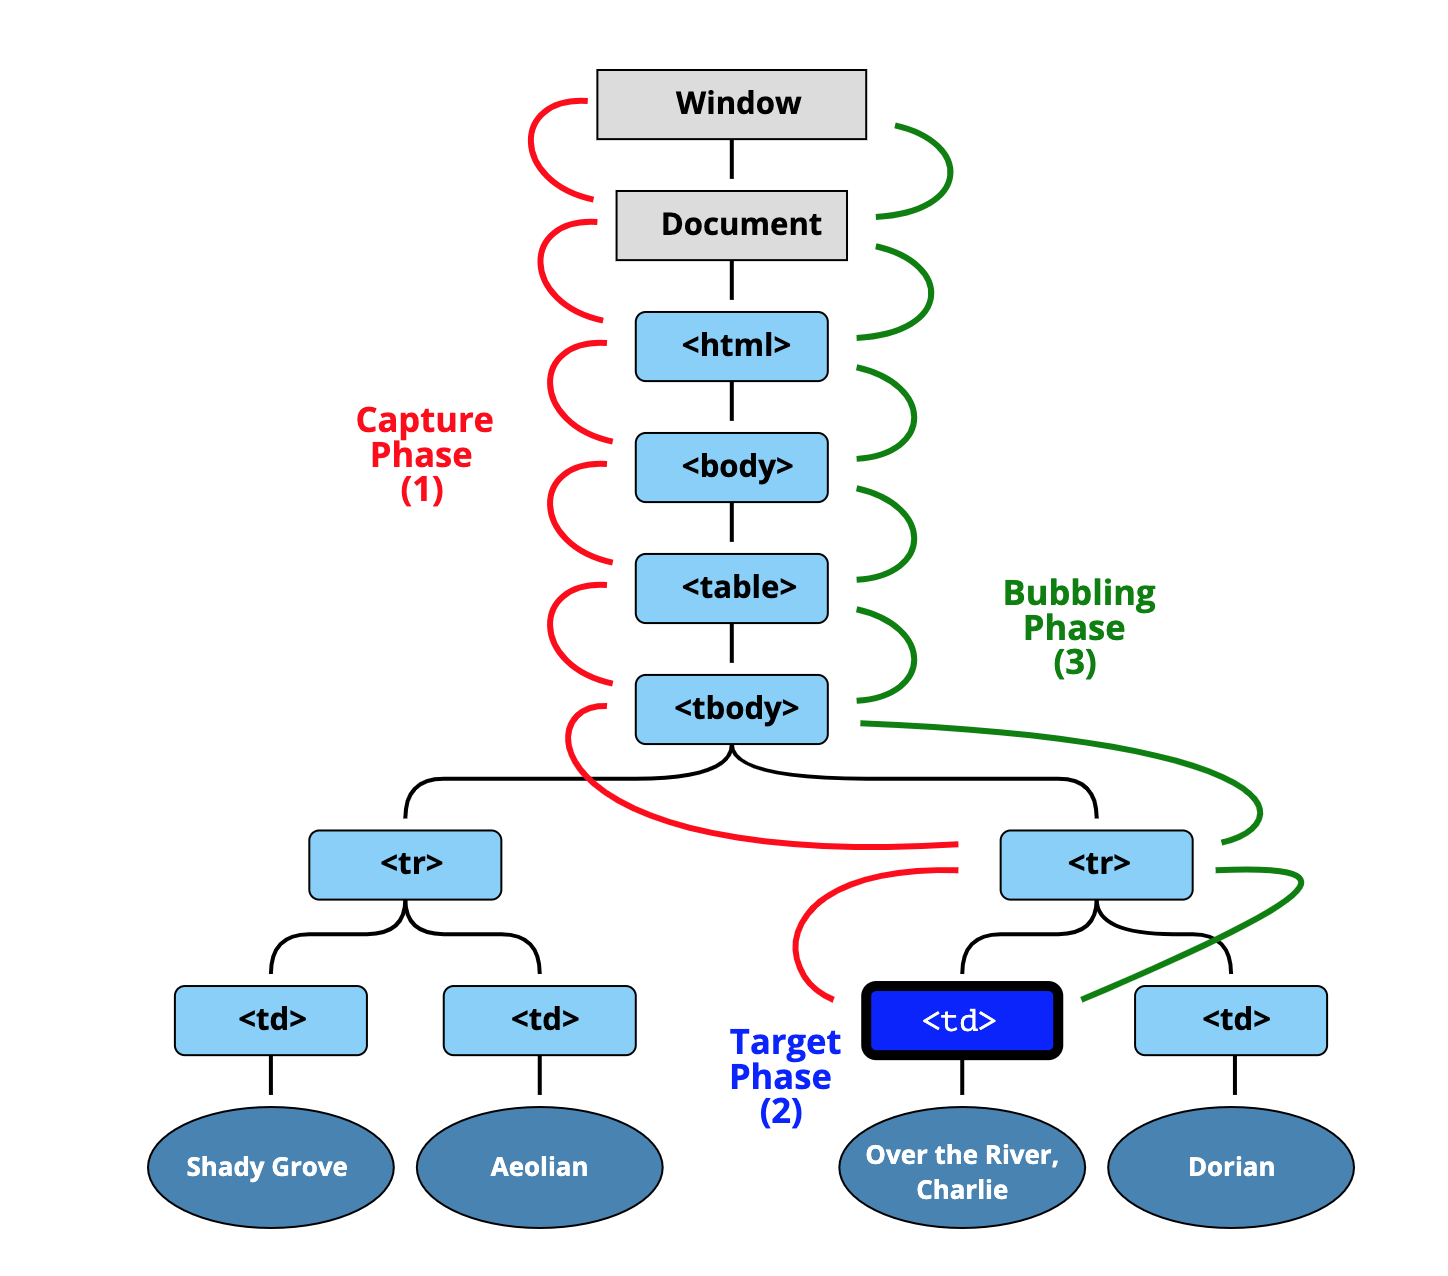 Window
Document
<html>
Capture
Phase
(1)
<body>
<table>
Bubbling
Phase
(3)
<tbody>
<tr>
<tr>
<td>
<td>
<td>
<td>
Target
Phase
(2)
Shady Grove
Aeolian
Over the River,
Charlie
Dorian